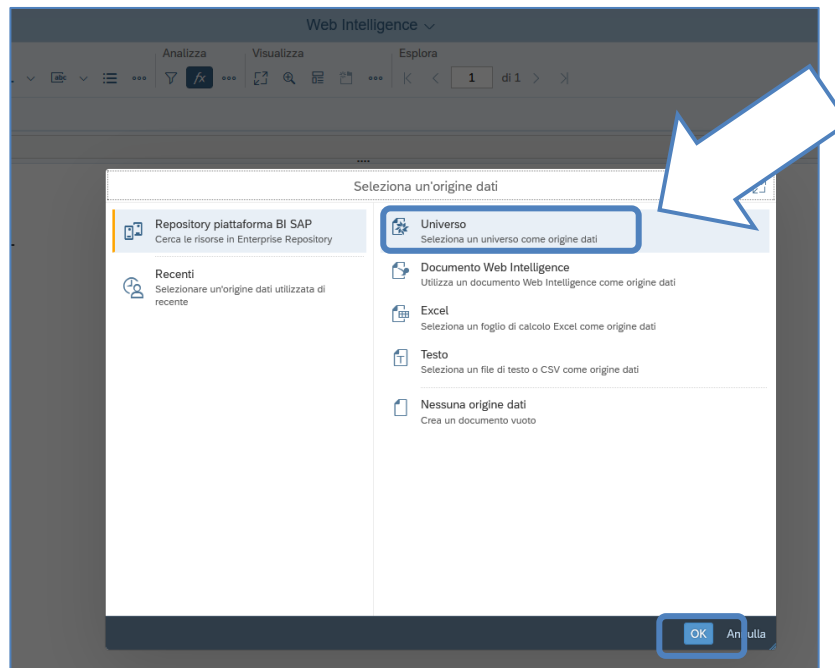 Web Intelligence
Analizza Visualizza Esplora
abc fx 1 di 1
Seleziona un'origine dati
Repository piattaforma BI SAP
Cerca le risorse in Enterprise Repository
Recenti
Selezionare un'origine dati utilizzata di
recente
Universo
Seleziona un universo come origine dati
Documento Web Intelligence
Utilizza un documento Web Intelligence come origine dati
Excel
Seleziona un foglio di calcolo Excel come origine dati
Testo
Seleziona un file di testo o CSV come origine dati
Nessuna origine dati
Crea un documento vuoto
OK Annulla